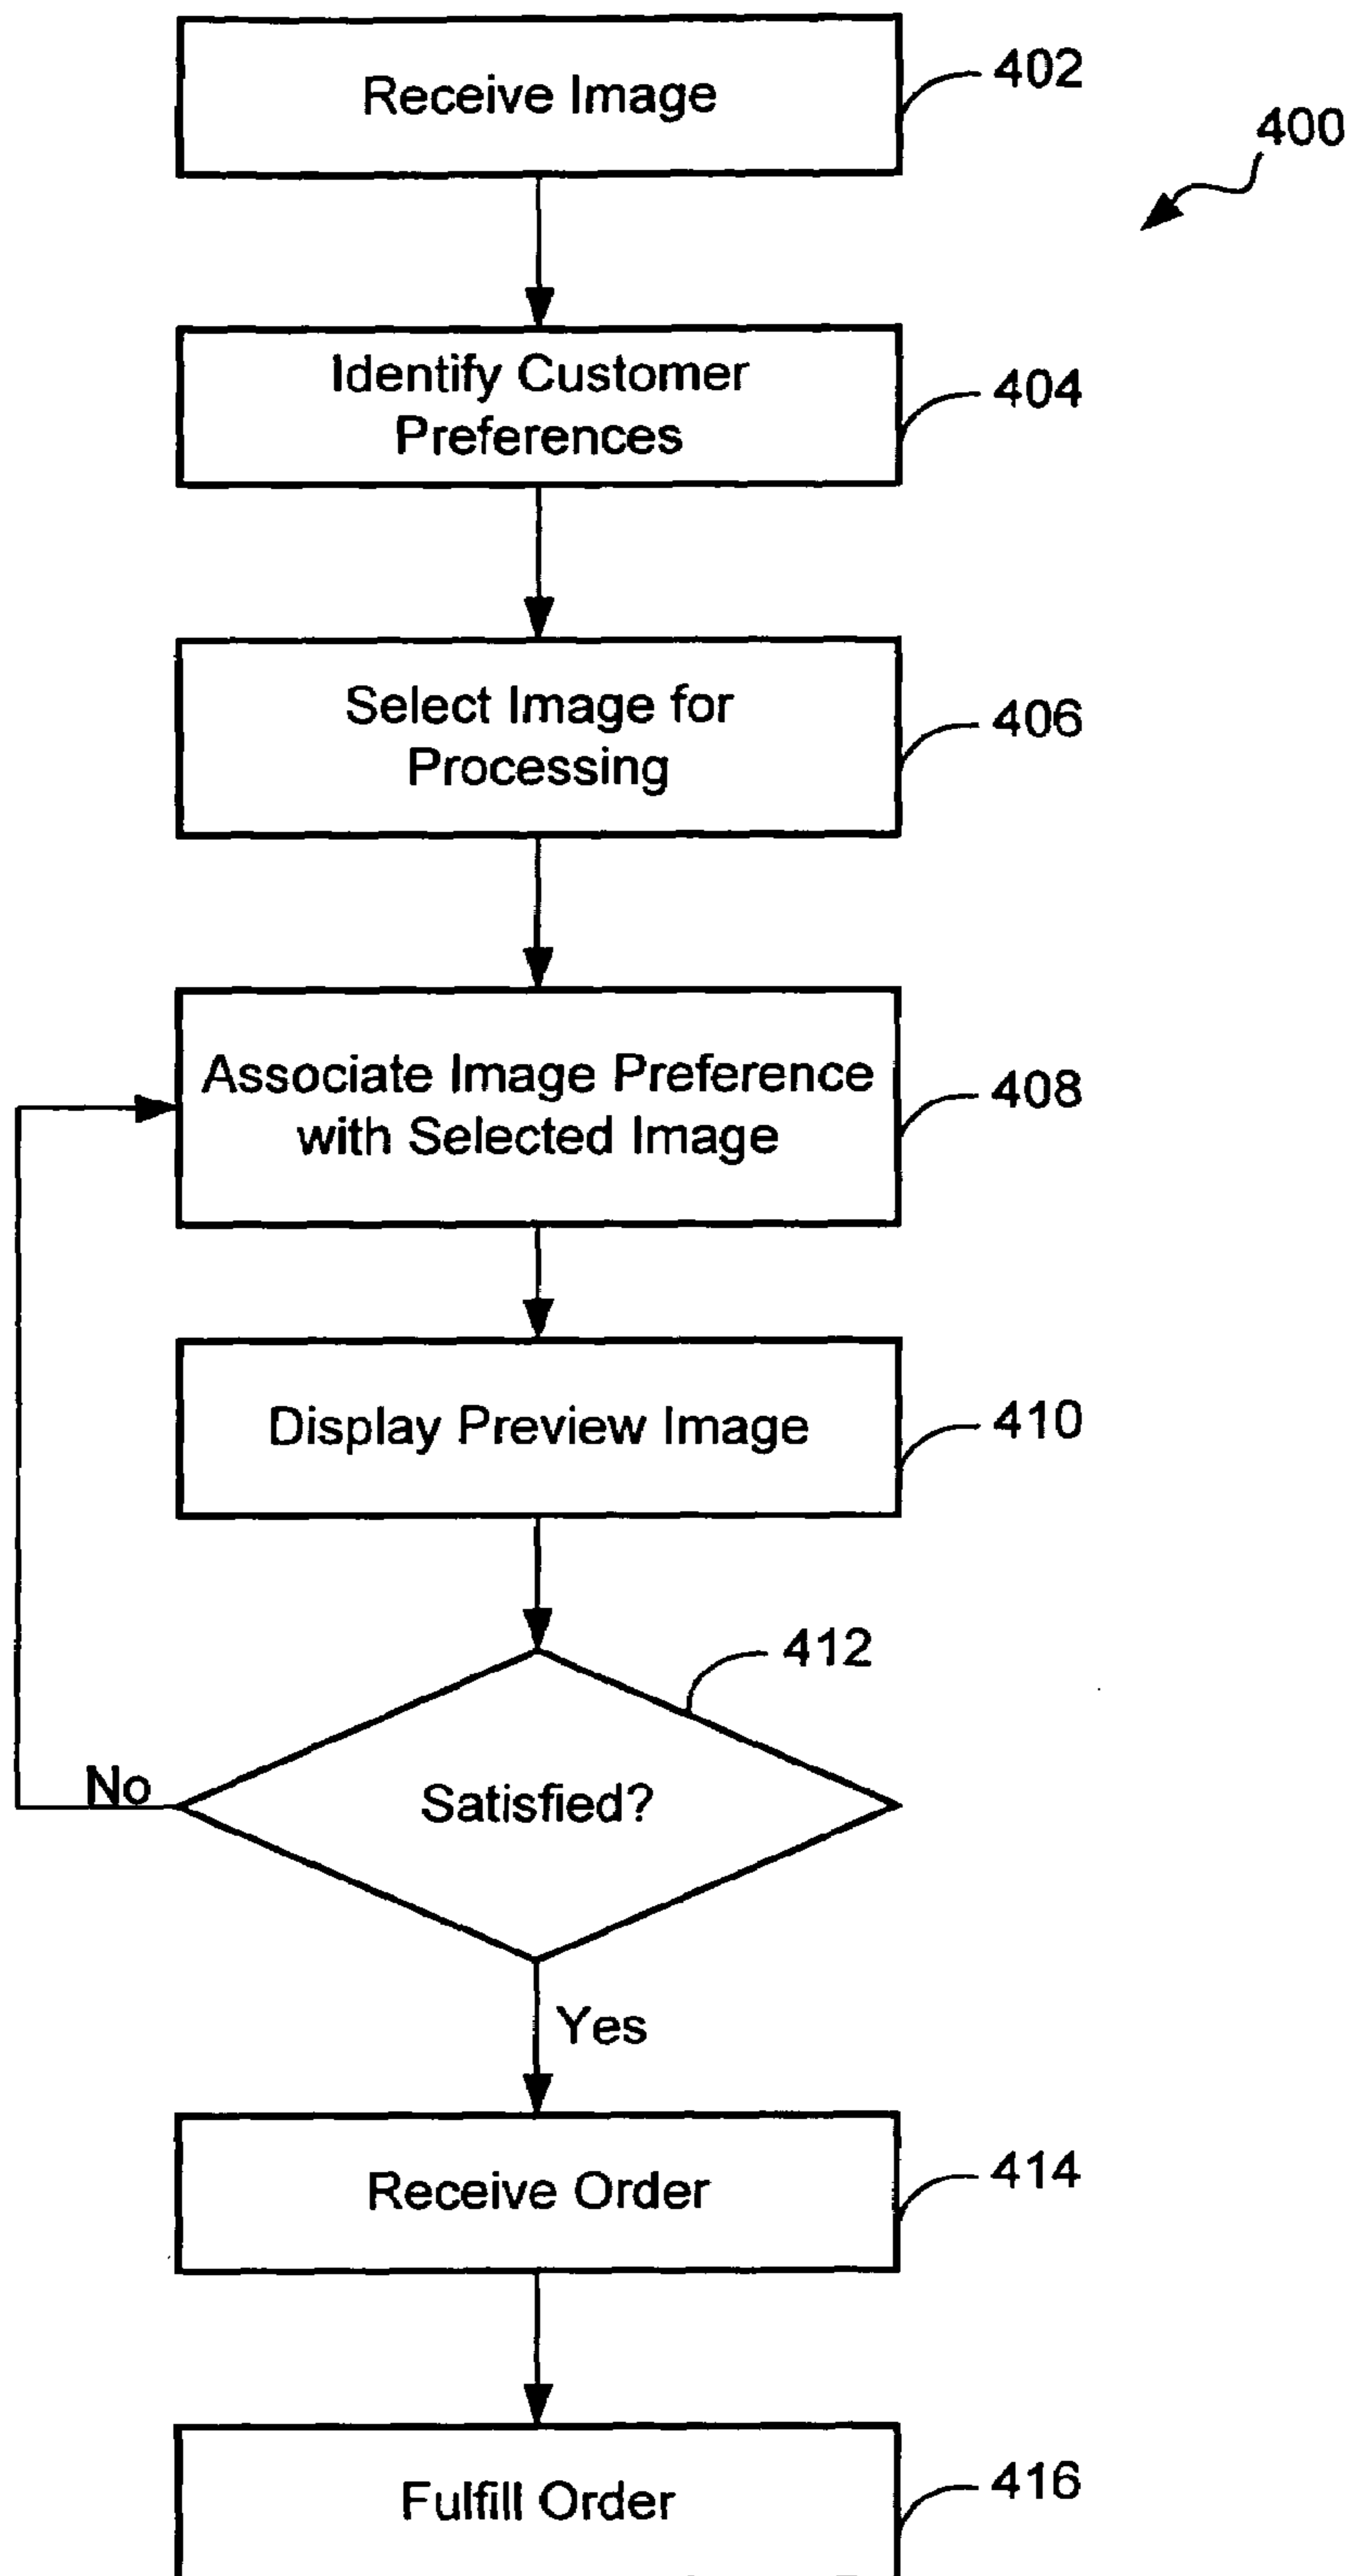 Receive Image
402
400
Identify Customer
Preferences
404
Select Image for
Processing
406
Associate Image Preference
with Selected Image
408
Display Preview Image
410
412
Satisfied?
No
Yes
Receive Order
414
Fulfill Order
416